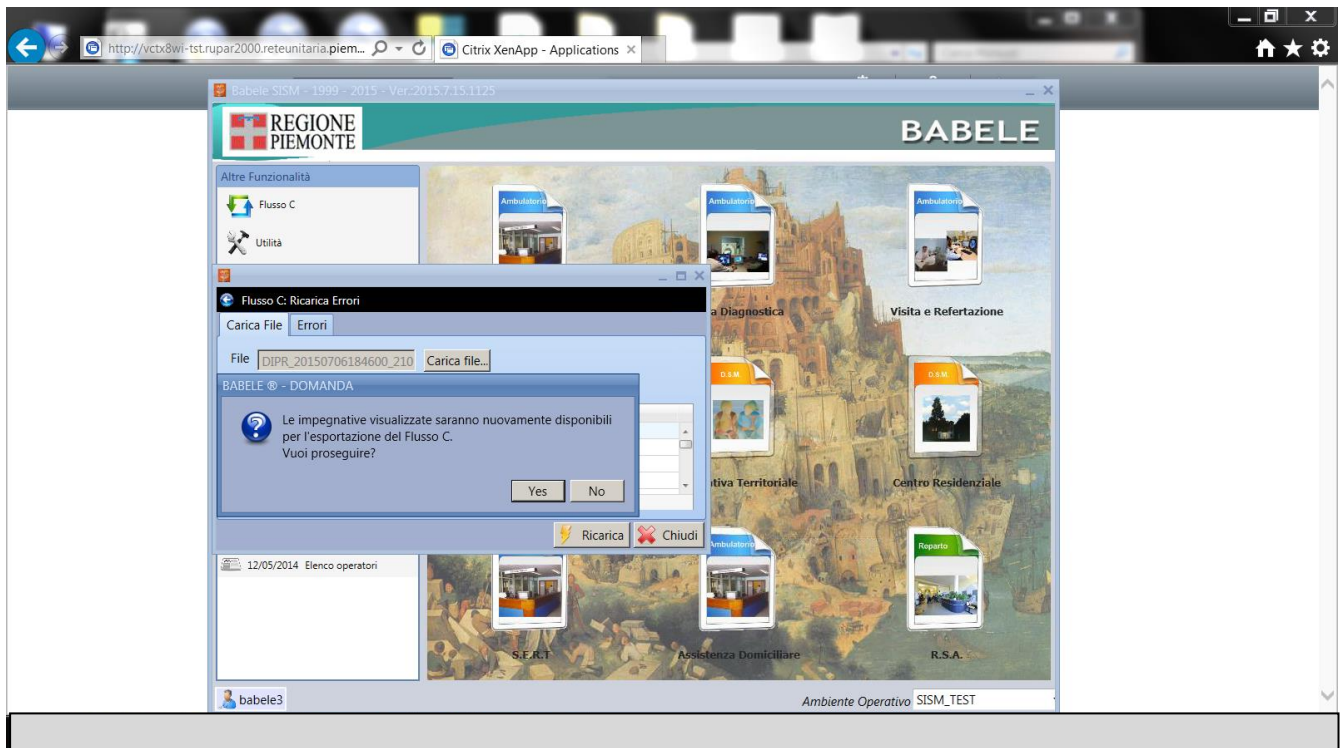 http://vctx8wi-tst.rupar2000.reteunitaria.piem...
Citrix XenApp - Applications
Babele SISM - 1999 - 2015 - Ver.:2015.7.15.1125
REGIONE
PIEMONTE
BABELE
Altre Funzionalità
Flusso C
Utilità
Ambulatorio
Ambulatorio
Ambulatorio
a Diagnostica
Visita e Refertazione
Flusso C: Ricarica Errori
Carica File
Errori
File
DIPR_20150706184600_210
Carica file...
BABELE ® - DOMANDA
Le impegnative visualizzate saranno nuovamente disponibili
per l'esportazione del Flusso C.
Vuoi proseguire?
Yes
No
Ricarica
Chiudi
D.S.M.
D.S.M.
tiva Territoriale
Centro Residenziale
12/05/2014 Elenco operatori
Ambulatorio
Reparto
S.E.R.T
Assistenza Domiciliare
R.S.A.
babele3
Ambiente Operativo
SISM_TEST